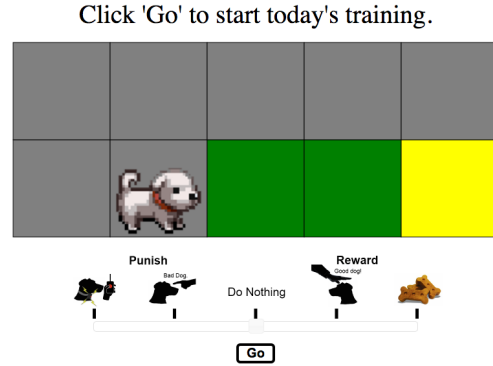 Click 'Go' to start today's training.
Punish
Reward
Bad Dog.
Good dog!
Do Nothing
Go